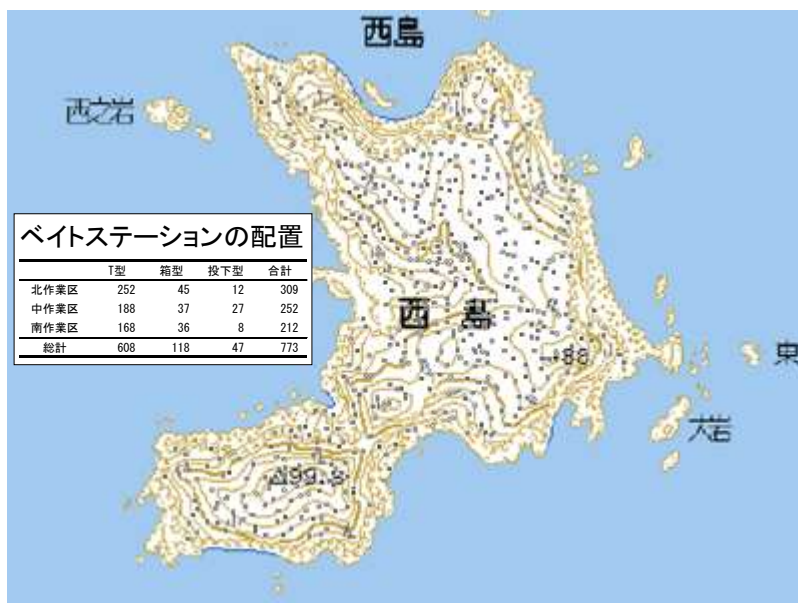 西島
西之岩
ベイトステーションの配置
T型 箱型 投下型 合計
北作業区 252 45 12 309
中作業区 188 37 27 252
南作業区 168 36 8 212
総計 608 118 47 773
西島
88
東
大岩
99.8